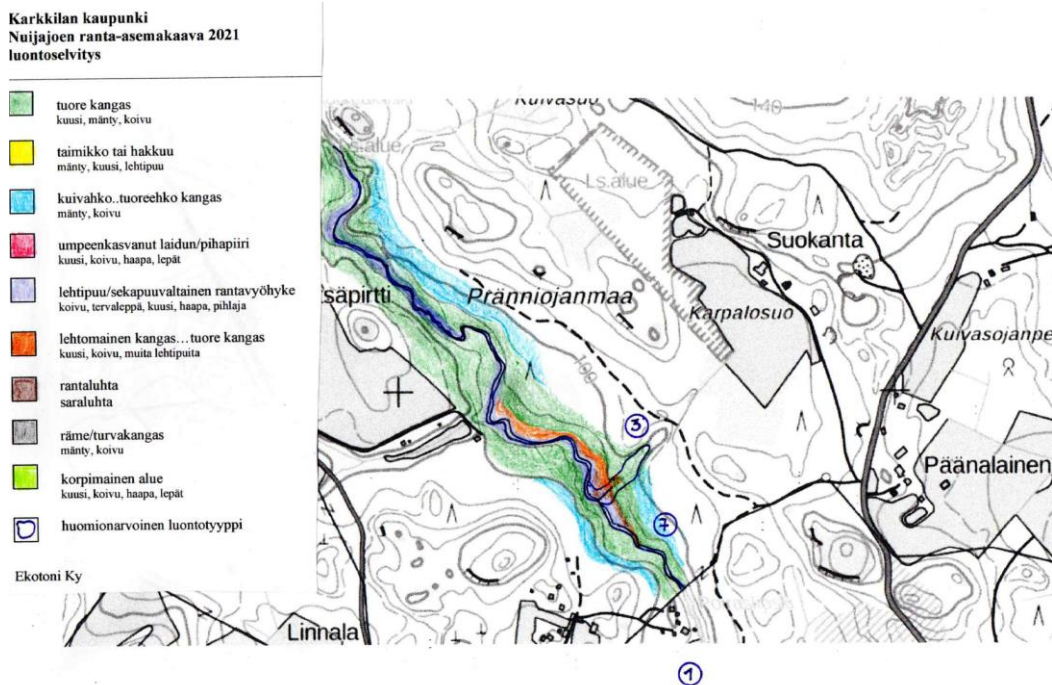 Karkkilan kaupunki
Nuijajoen ranta-asemakaava 2021
luontoselvitys
tuore kangas
kuusi, mänty, koivu
taimikko tai hakkuu
mänty, kuusi, lehtipuu
kuivahko..tuoreehko kangas
mänty, koivu
umpeenkasvanut laidun/pihapiiri
kuusi, koivu, haapa, lepät
lehtipuu/sekapuuvaltainen rantavyöhyke
koivu, tervaleppä, kuusi, haapa, pihlaja
lehtomainen kangas...tuore kangas
kuusi, koivu, muita lehtipuita
rantaluhta
saraluhta
räme/turvakangas
mänty, koivu
korpimainen alue
kuusi, koivu, haapa, lepät
huomionarvoinen luontotyyppi
Ekotoni Ky
Kuivasuo
140
Ls.alue
Ls.alue
Suokanta
säpirtti
Pränniojanmaa
Karpalosuo
Kuivasojanpe
100
3
Päänalainen
7
Linnala
1